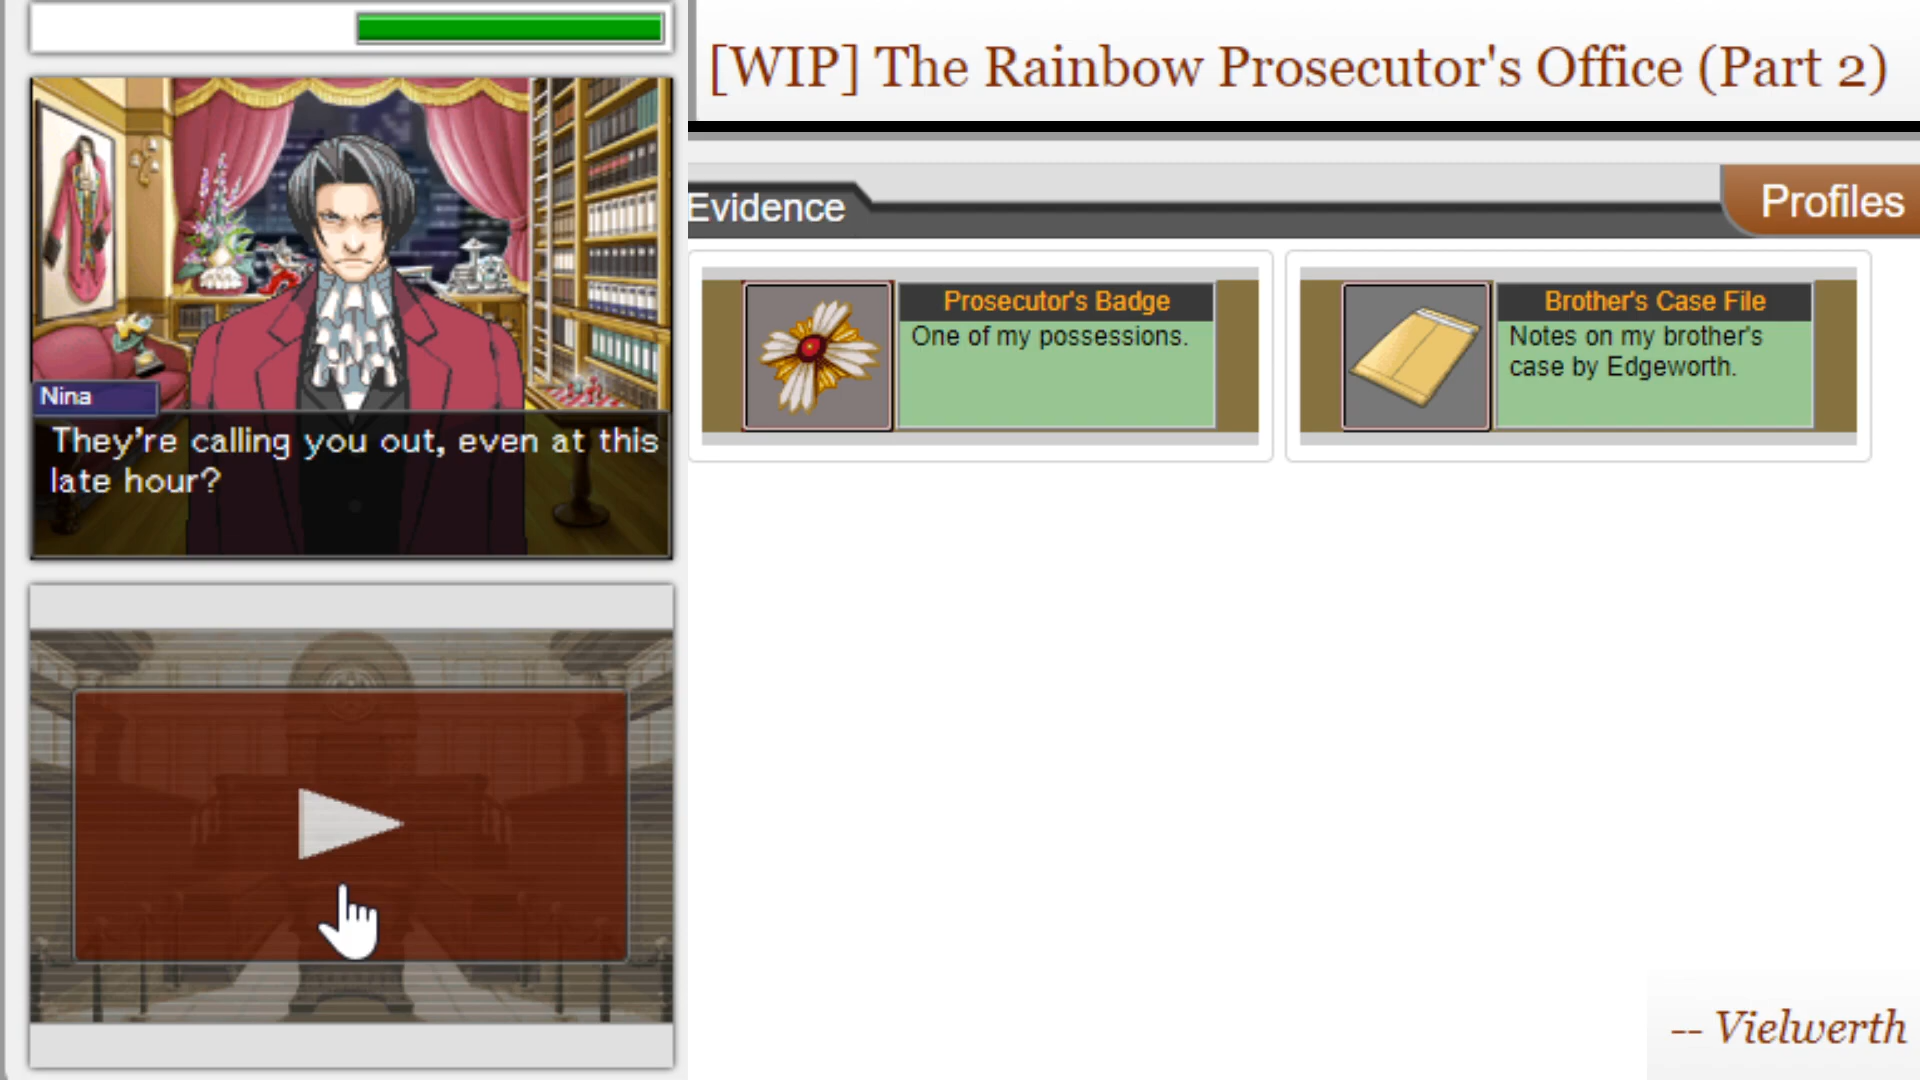 [WIP] The Rainbow Prosecutor's Office (Part 2)
Evidence
Profiles
Prosecutor's Badge
One of my possessions.
Brother's Case File
Notes on my brother's
case by Edgeworth.
Nina
They're calling you out, even at this
late hour?
-- Vielwerth